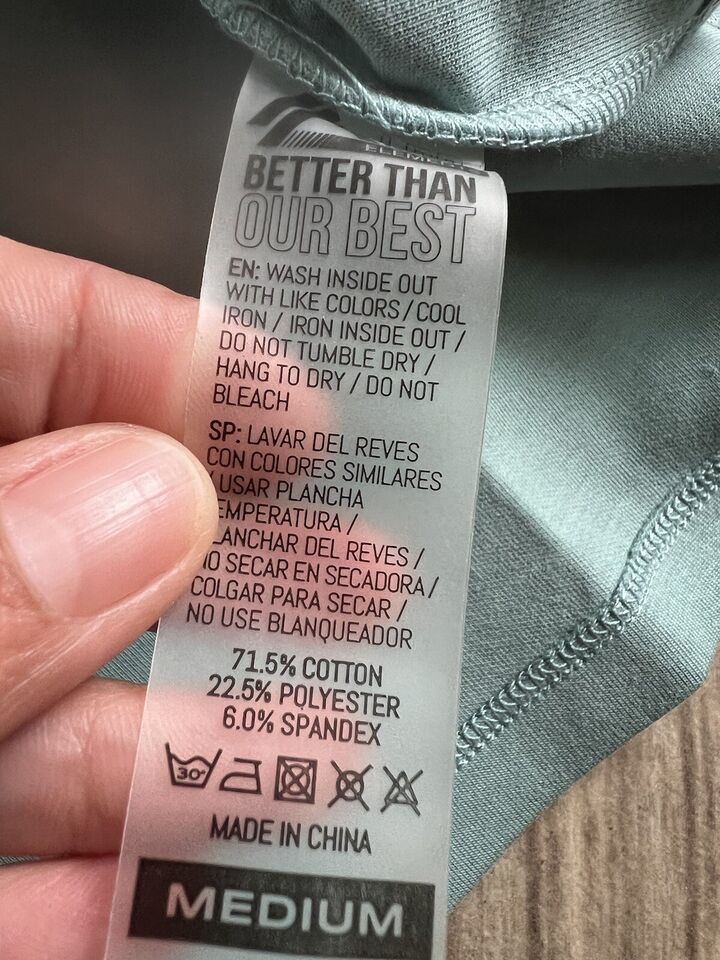 BETTER THAN
OUR BEST
EN: WASH INSIDE OUT
WITH LIKE COLORS / COOL
IRON / IRON INSIDE OUT /
DO NOT TUMBLE DRY /
HANG TO DRY / DO NOT
BLEACH
SP: LAVAR DEL REVES
CON COLORES SIMILARES
/ USAR PLANCHA
EMPERATURA /
LANCHAR DEL REVES /
O SECAR EN SECADORA /
COLGAR PARA SECAR /
NO USE BLANQUEADOR
71.5% COTTON
22.5% POLYESTER
6.0% SPANDEX
30°
MADE IN CHINA
MEDIUM